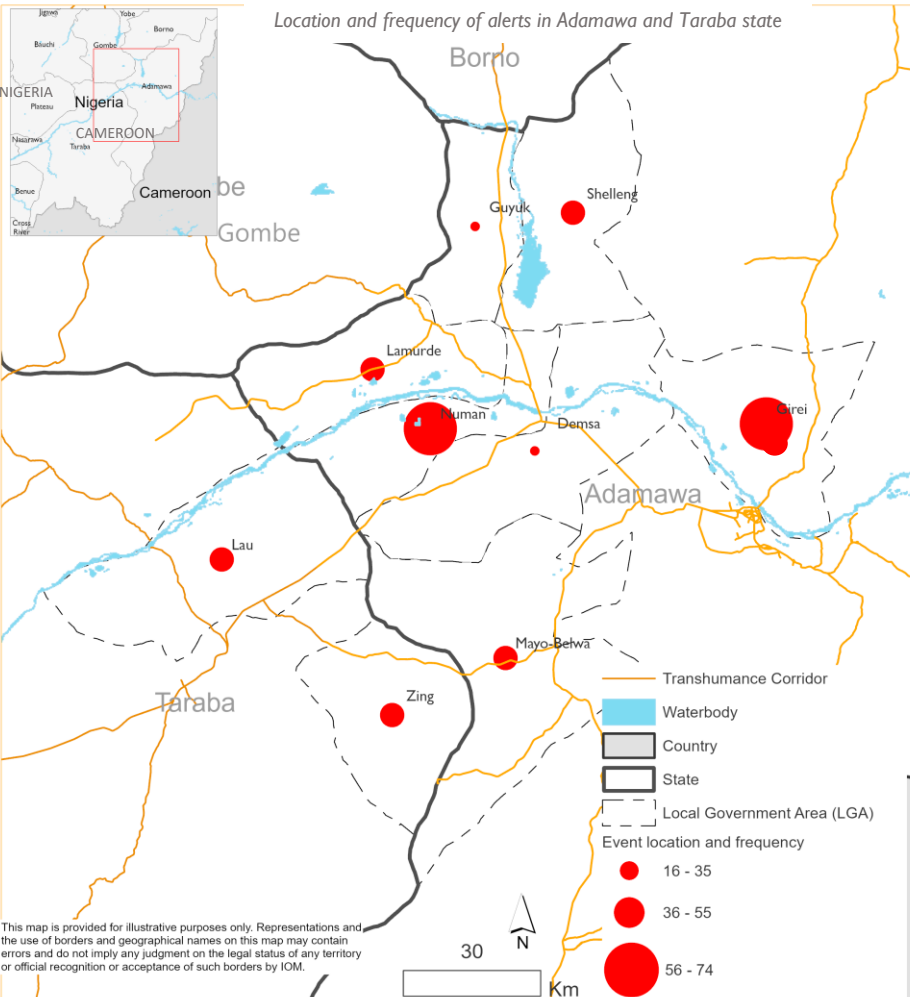 Location and frequency of alerts in Adamawa and Taraba state
Jigawa
Yobe
Borno
Bauchi
Gombe
Adamawa
NIGERIA
Plateau
Nigeria
CAMEROON
Nasarawa
Taraba
Benue
Cameroon
Cross
River
be
Gombe
Borno
Shelleng
Guyuk
Lamurde
Numan
Girei
Demsa
Adamawa
Lau
Mayo-Belwa
Zing
Taraba
Transhumance Corridor
Waterbody
Country
State
Local Government Area (LGA)
Event location and frequency
16 - 35
36 - 55
56 - 74
N
30
Km
This map is provided for illustrative purposes only. Representations and
the use of borders and geographical names on this map may contain
errors and do not imply any judgment on the legal status of any territory
or official recognition or acceptance of such borders by IOM.